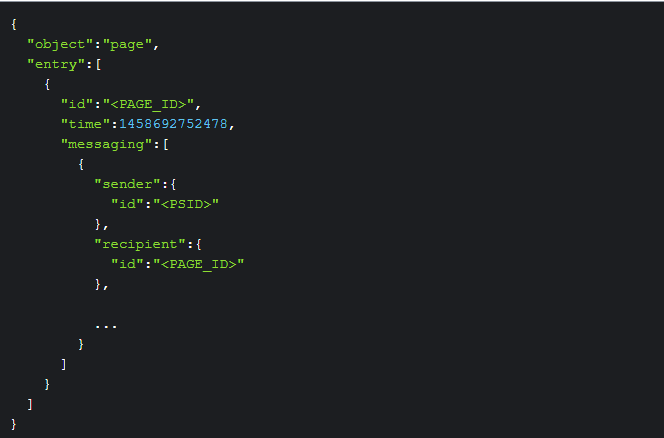 {
  "object":"page",
  "entry":[
    {
      "id":"<PAGE_ID>",
      "time":1458692752478,
      "messaging":[
        {
          "sender":{
            "id":"<PSID>"
          },
          "recipient":{
            "id":"<PAGE_ID>"
          },

          ...
        }
      ]
    }
  ]
}